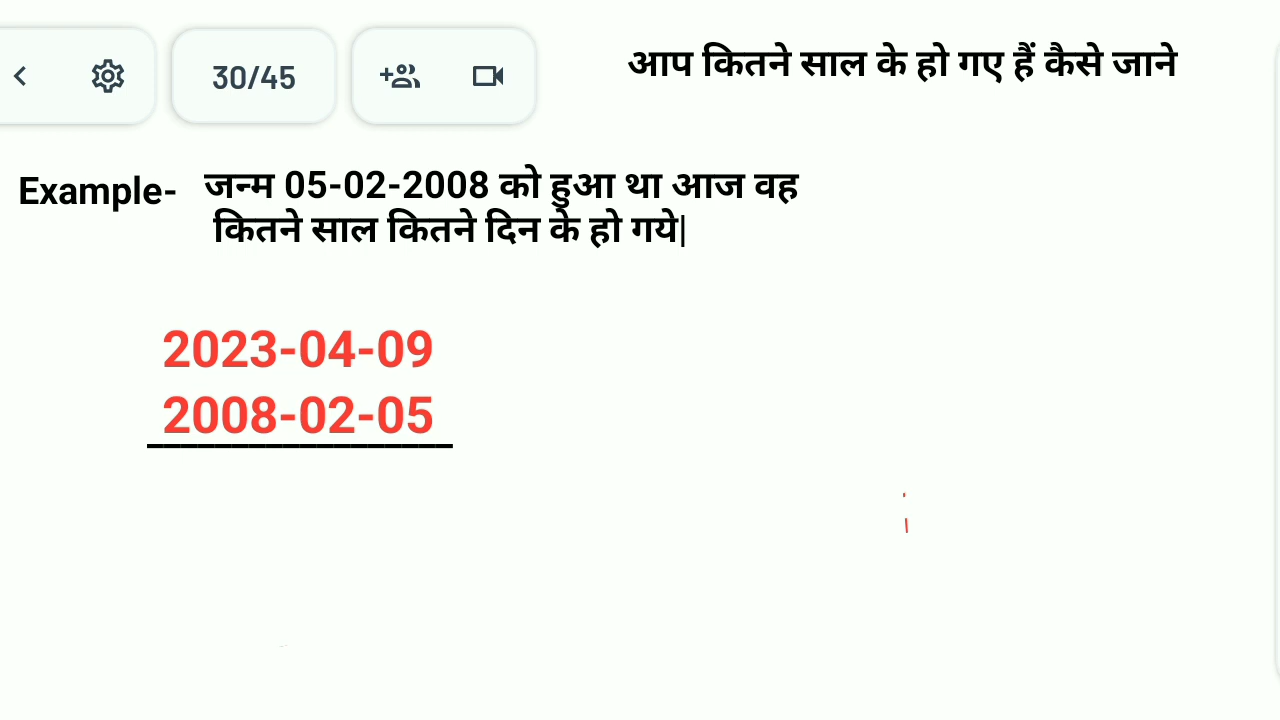 30/45
आप कितने साल के हो गए हैं कैसे जाने
Example- जन्म 05-02-2008 को हुआ था आज वह
कितने साल कितने दिन के हो गये|
2023-04-09
2008-02-05